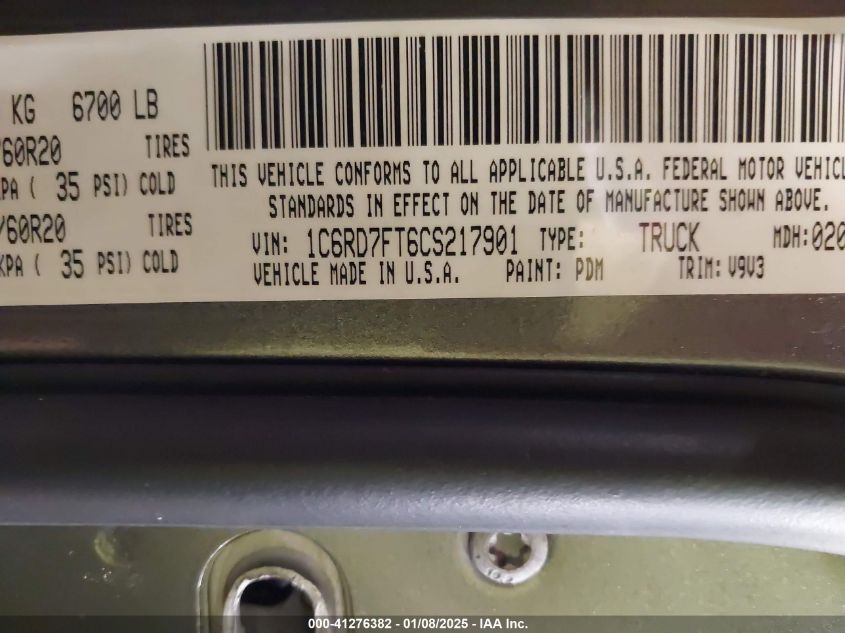 KG 6700 LB
/60R20 TIRES
KPA ( 35 PSI) COLD
/60R20 TIRES
KPA ( 35 PSI) COLD
THIS VEHICLE CONFORMS TO ALL APPLICABLE U.S.A. FEDERAL MOTOR VEHICL
STANDARDS IN EFFECT ON THE DATE OF MANUFACTURE SHOWN ABOVE.
VIN: 1C6RD7FT6CS217901 TYPE: TRUCK MDH:020
VEHICLE MADE IN U.S.A. PAINT: PDM TRIM: V9V3
000-41276382 - 01/08/2025 - IAA Inc.